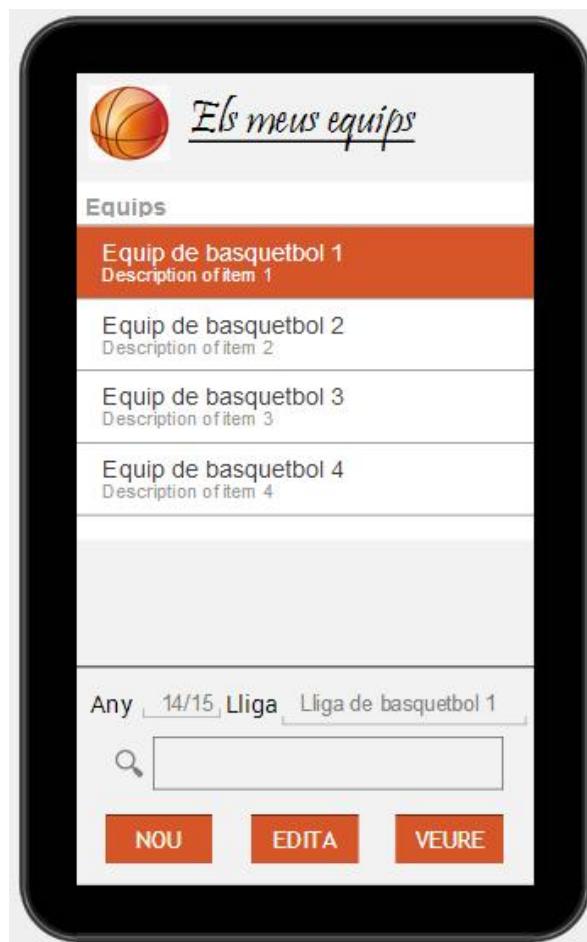 Els meus equips
Equips
Equip de basquetbol 1
Description of item 1
Equip de basquetbol 2
Description of item 2
Equip de basquetbol 3
Description of item 3
Equip de basquetbol 4
Description of item 4
Any 14/15 Lliga Lliga de basquetbol 1
NOU EDITA VEURE